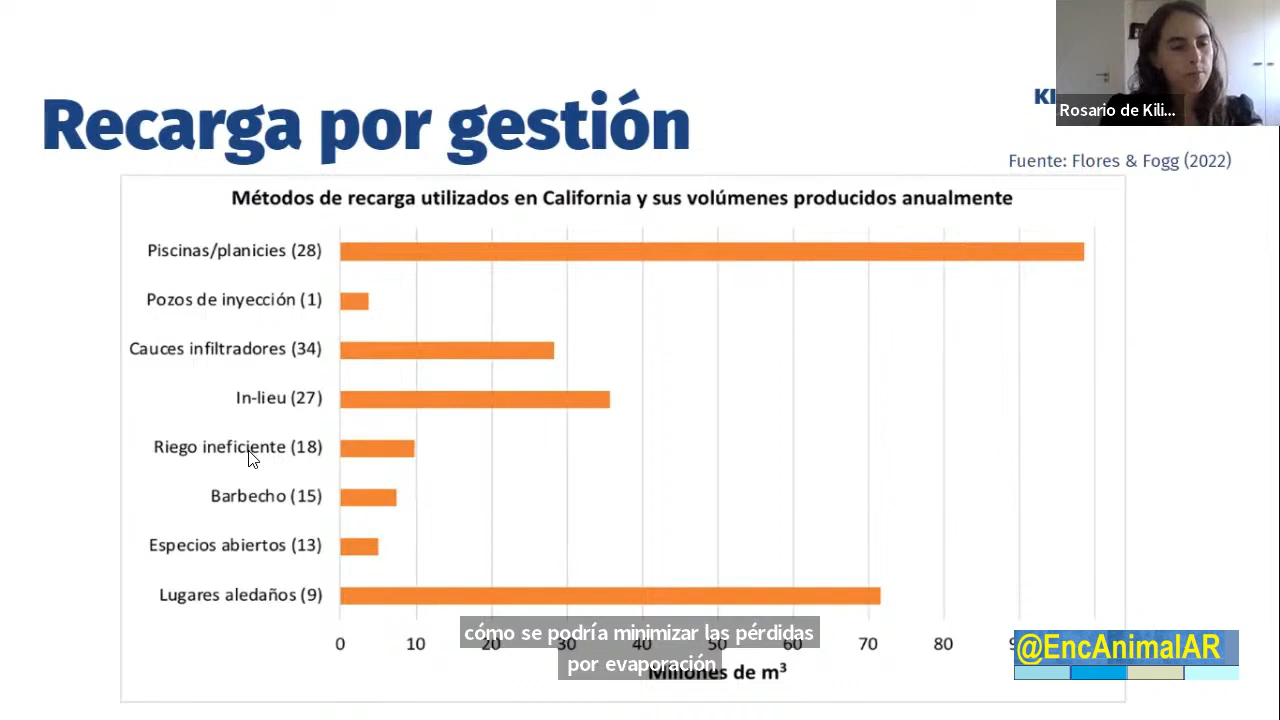 Recarga por gestión
KI
Rosario de Kili...
Fuente: Flores & Fogg (2022)
Métodos de recarga utilizados en California y sus volúmenes producidos anualmente
Piscinas/planicies (28)
Pozos de inyección (1)
Cauces infiltradores (34)
In-lieu (27)
Riego ineficiente (18)
Barbecho (15)
Especios abiertos (13)
Lugares aledaños (9)
0 10 20 30 40 50 60 70 80 9
Millones de m³
cómo se podría minimizar las pérdidas
por evaporación
@EncAnimalAR